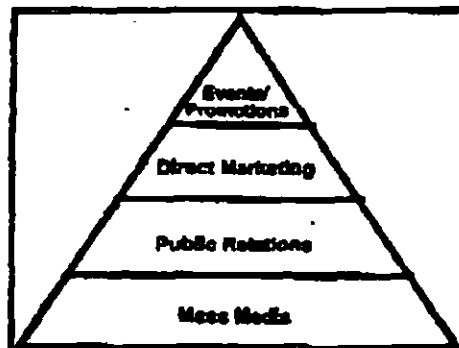 Events/
Promotions
Direct Marketing
Public Relations
Mass Media